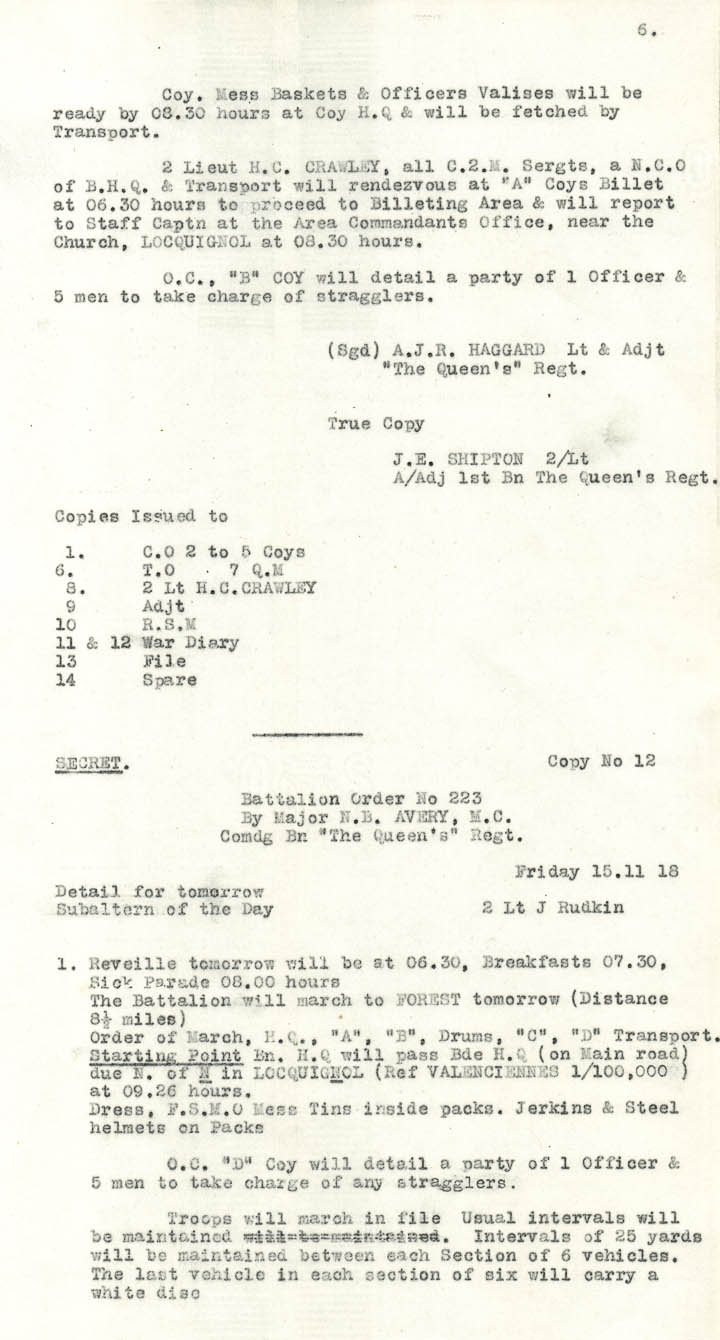 6.
Coy. Mess Baskets & Officers Valises will be
ready by 08.30 hours at Coy H.Q & will be fetched by
Transport.
2 Lieut H.C. CRAWLEY, all C.2.M. Sergts, a N.C.O
of B.H.Q. & Transport will rendezvous at "A" Coys Billet
at 06.30 hours to proceed to Billeting Area & will report
to Staff Captn at the Area Commandants Office, near the
Church, LOCQUIGNOL at 08.30 hours.
O.C., "B" COY will detail a party of 1 Officer &
5 men to take charge of stragglers.
(Sgd) A.J.R. HAGGARD Lt & Adjt
"The Queen's" Regt.
True Copy
J.E. SHIPTON 2/Lt
A/Adj 1st Bn The Queen's Regt.
Copies Issued to
1. C.O 2 to 5 Coys
6. T.O 7 Q.M
8. 2 Lt H.C.CRAWLEY
9 Adjt
10 R.S.M
11 & 12 War Diary
13 File
14 Spare
SECRET. Copy No 12
Battalion Order No 223
By Major N.B. AVERY, M.C.
Comdg Bn "The Queen's" Regt.
Friday 15.11 18
Detail for tomorrow
Subaltern of the Day 2 Lt J Rudkin
1. Reveille tomorrow will be at 06.30, Breakfasts 07.30,
Sick Parade 08.00 hours
The Battalion will march to FOREST tomorrow (Distance
8½ miles)
Order of March, H.Q., "A", "B", Drums, "C", "D" Transport.
Starting Point Bn. H.Q will pass Bde H.Q (on Main road)
due N. of N in LOCQUIGNOL (Ref VALENCIENNES 1/100,000 )
at 09.26 hours.
Dress, F.S.M.O Mess Tins inside packs. Jerkins & Steel
helmets on Packs
O.C. "D" Coy will detail a party of 1 Officer &
5 men to take charge of any stragglers.
Troops will march in file Usual intervals will
be maintained will be maintained. Intervals of 25 yards
will be maintained between each Section of 6 vehicles.
The last vehicle in each section of six will carry a
white disc